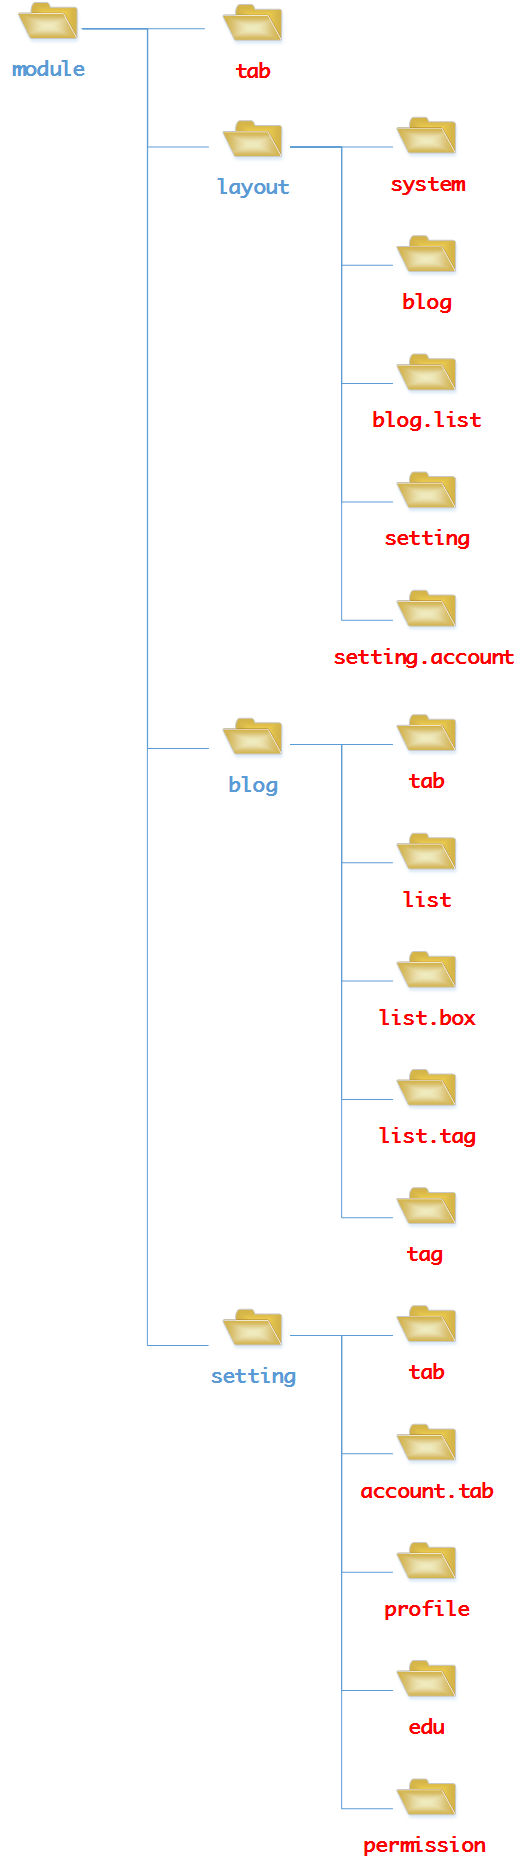 module
tab
layout
system
blog
blog.list
setting
setting.account
blog
tab
list
list.box
list.tag
tag
setting
tab
account.tab
profile
edu
permission